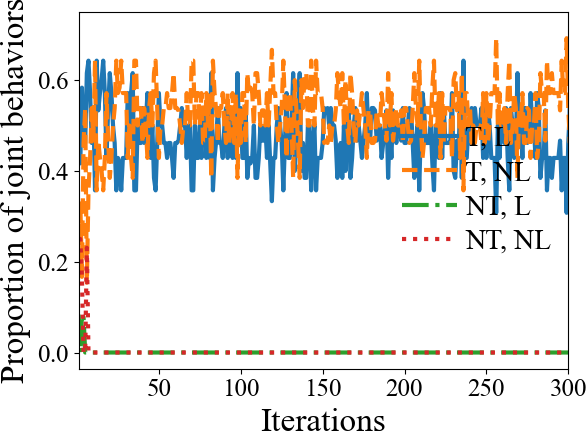 Proportion of joint behaviors
0.6
0.4
0.2
0.0
T, L
T, NL
NT, L
NT, NL
50 100 150 200 250 300
Iterations